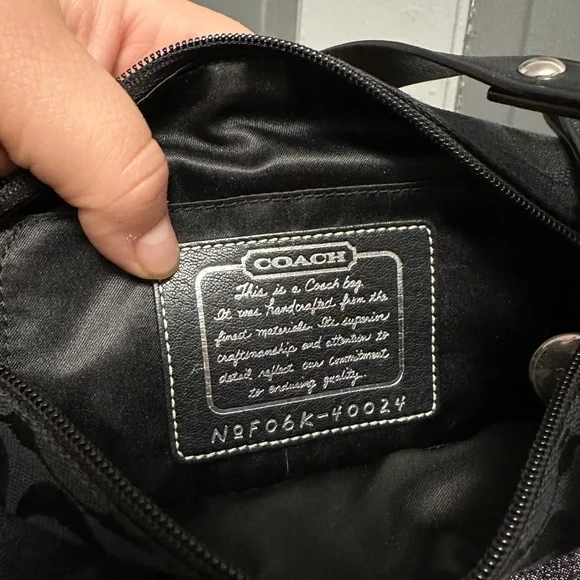 COACH
This is a Coach bag.
It was handcrafted from the
finest materials. Its superior
craftsmanship and attention to
detail reflect our commitment
to enduring quality.
NºF06K-40024